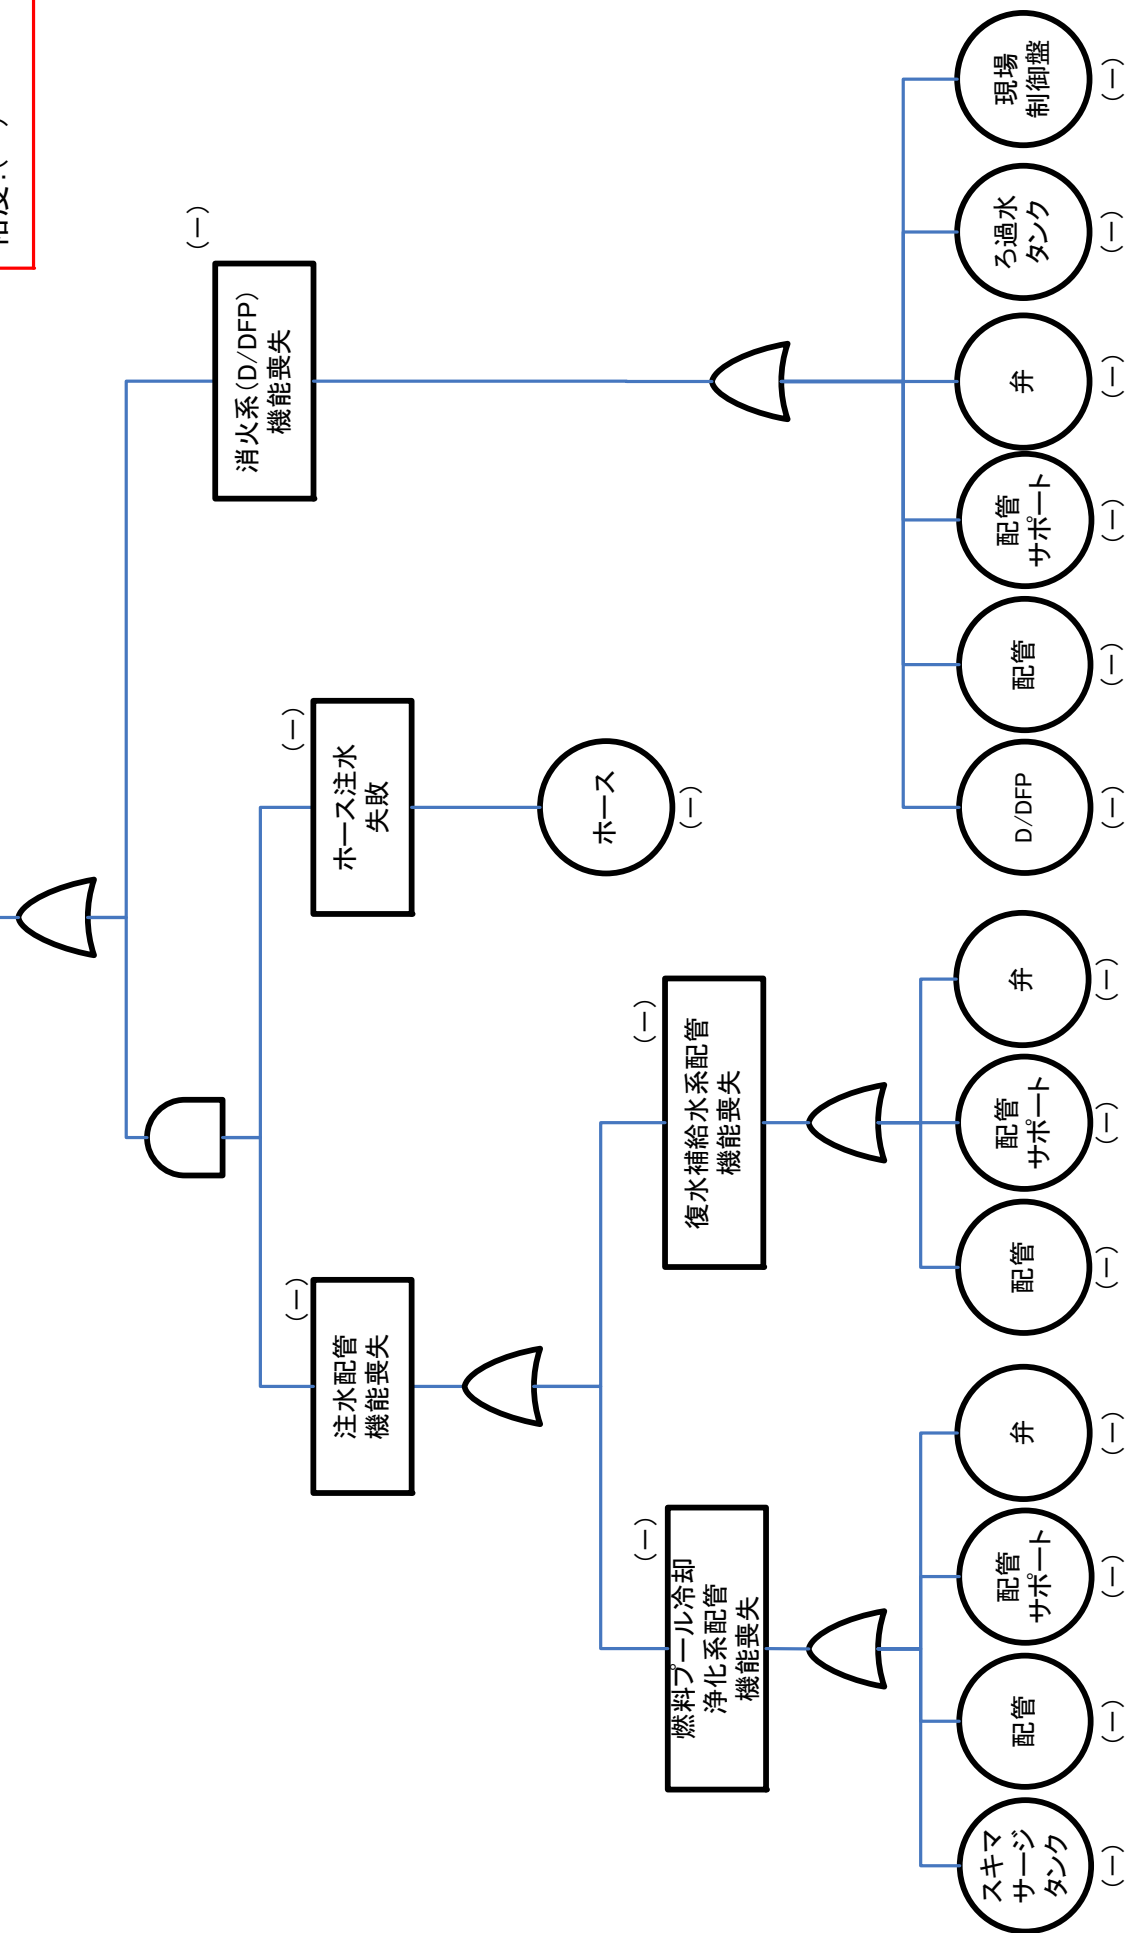 消火系(D/DFP)
機能喪失
(－)
ホース注水
失敗
(－)
注水配管
機能喪失
(－)
ホース
(－)
燃料プール冷却
浄化系配管
機能喪失
(－)
復水補給水系配管
機能喪失
(－)
スキマ
サージ
タンク
(－)
配管
(－)
配管
サポート
(－)
弁
(－)
配管
(－)
配管
サポート
(－)
弁
(－)
D/DFP
(－)
配管
(－)
配管
サポート
(－)
弁
(－)
ろ過水
タンク
(－)
現場
制御盤
(－)